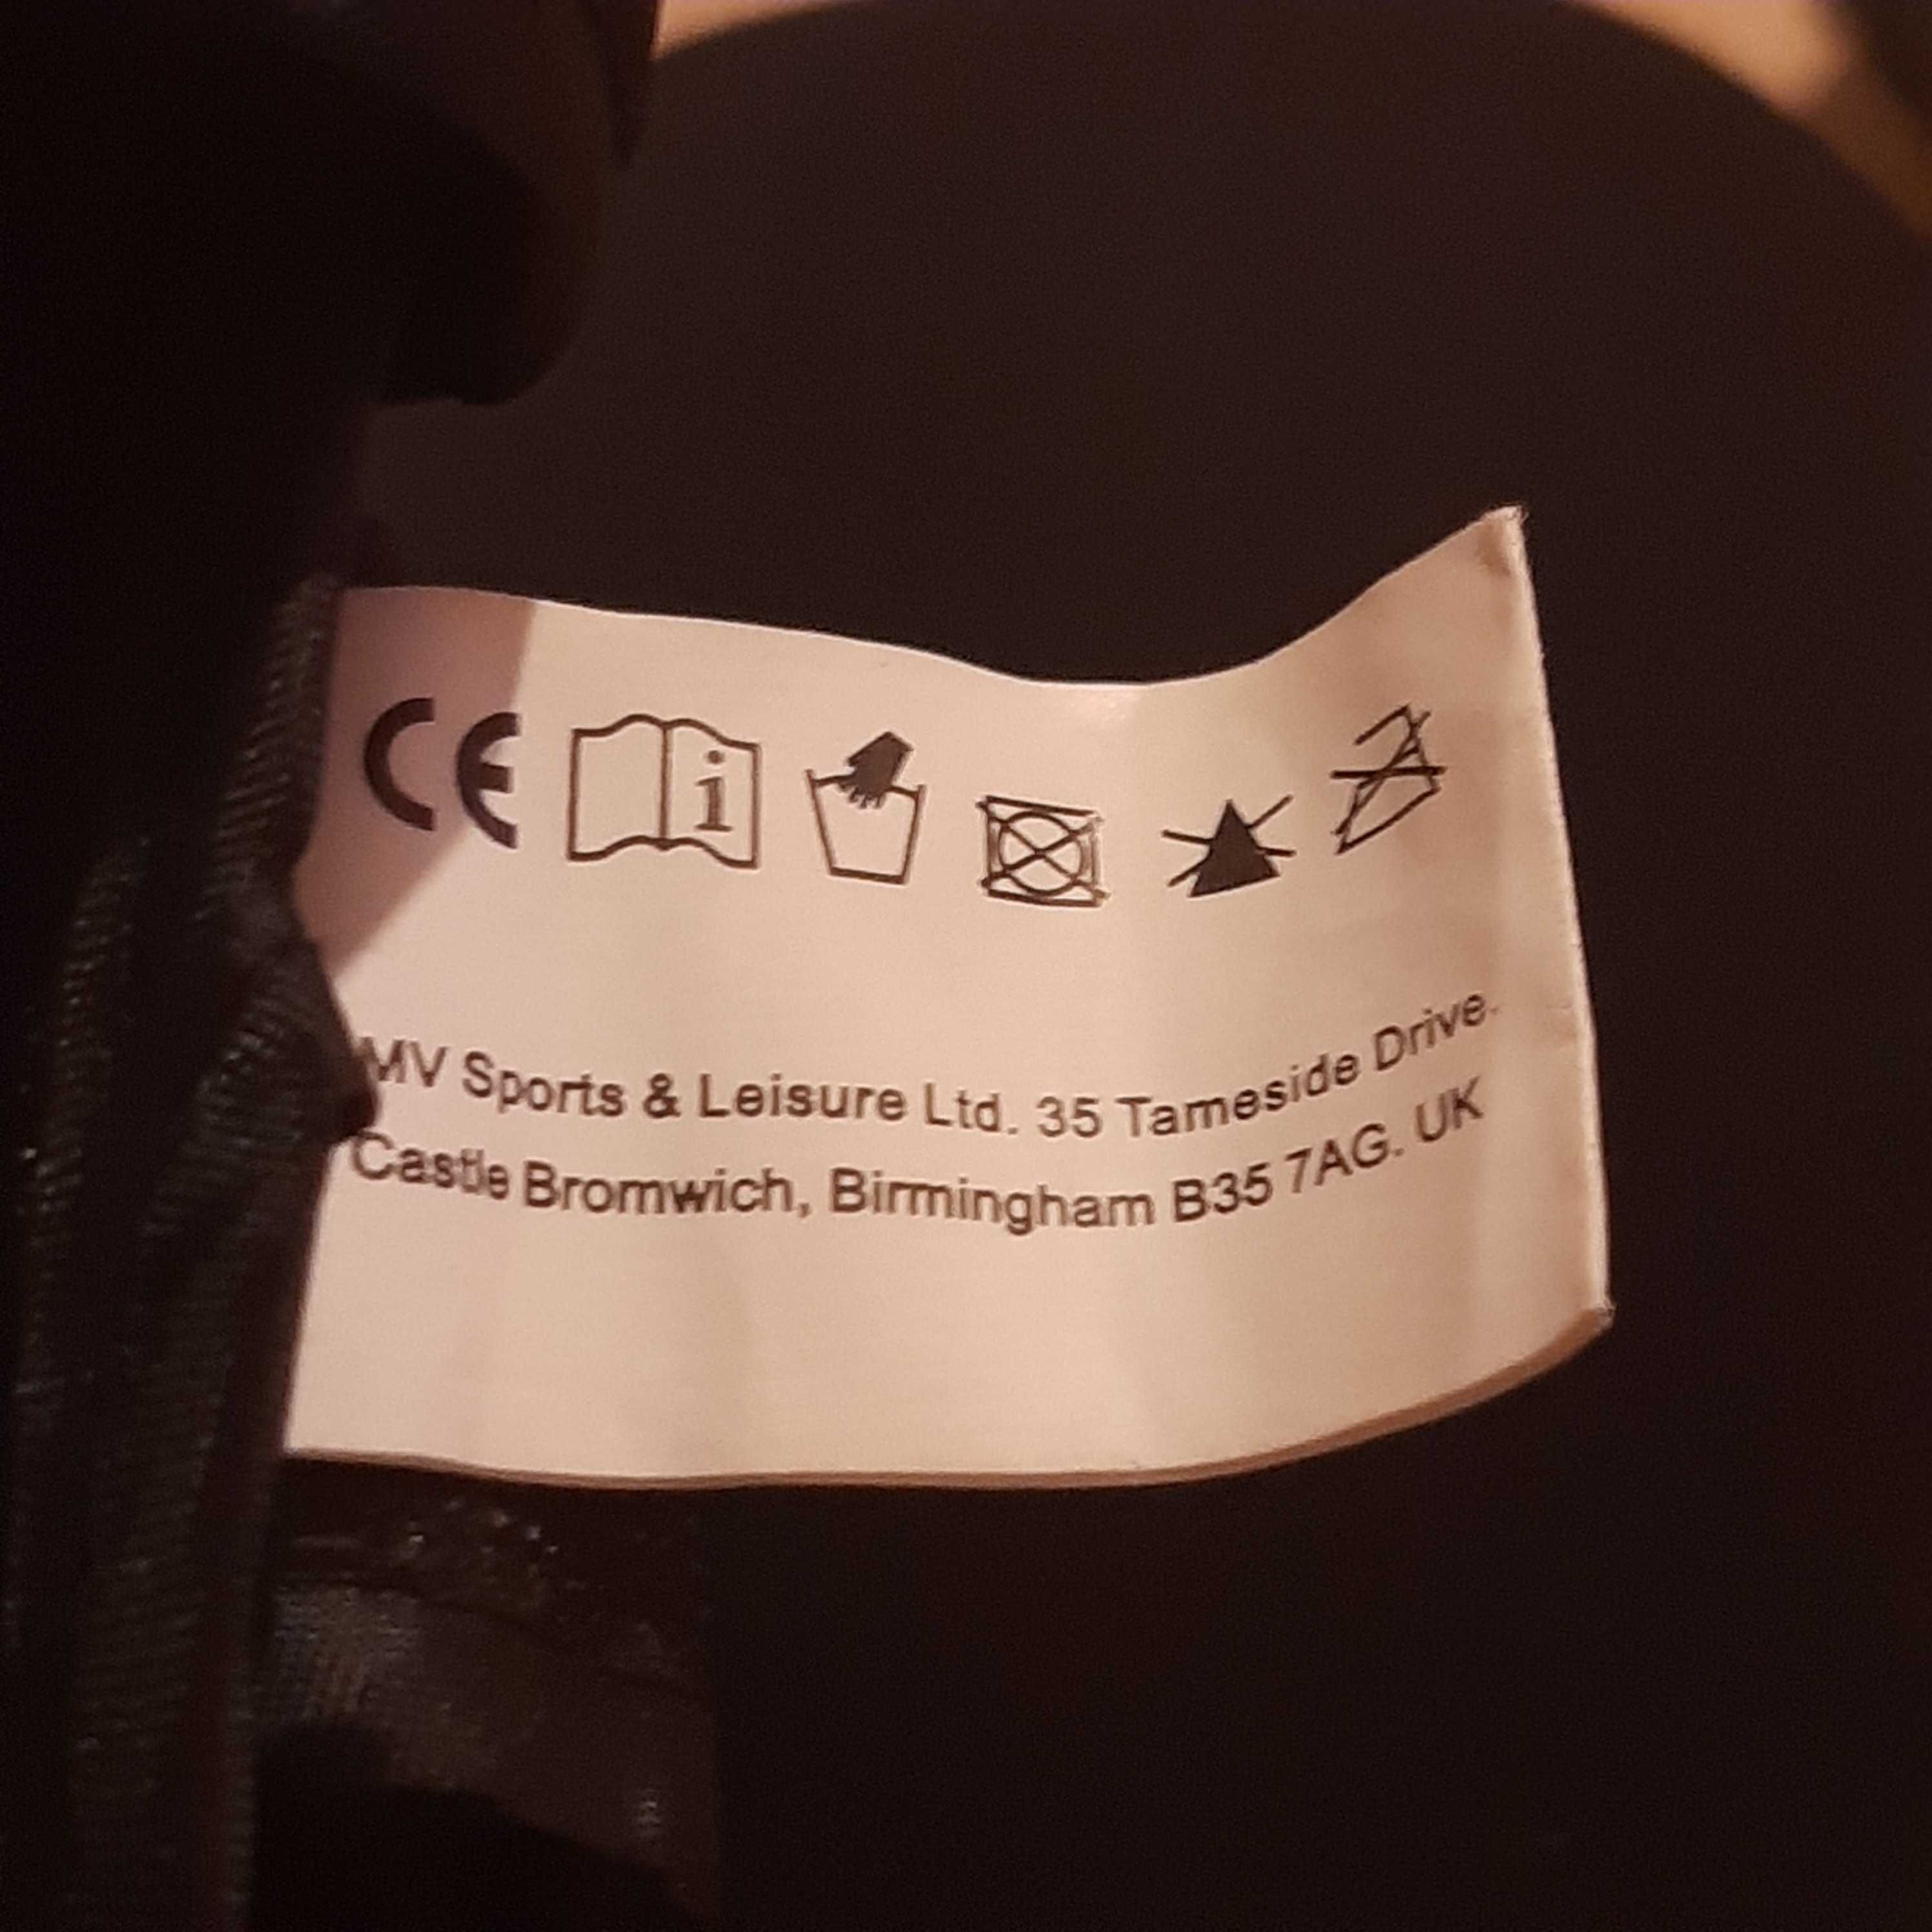 CE i
MV Sports & Leisure Ltd. 35 Tameside Drive.
Castle Bromwich, Birmingham B35 7AG. UK